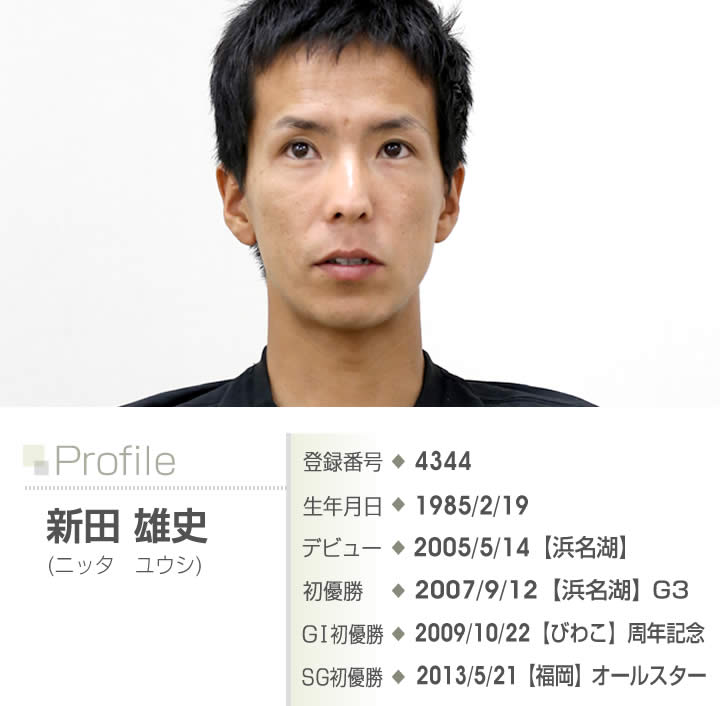 Profile
新田 雄史
(ニッタ ユウシ)
登録番号 ◆ 4344
生年月日 ◆ 1985/2/19
デビュー ◆ 2005/5/14【浜名湖】
初優勝 ◆ 2007/9/12【浜名湖】G3
GI初優勝 ◆ 2009/10/22【びわこ】周年記念
SG初優勝 ◆ 2013/5/21【福岡】オールスター